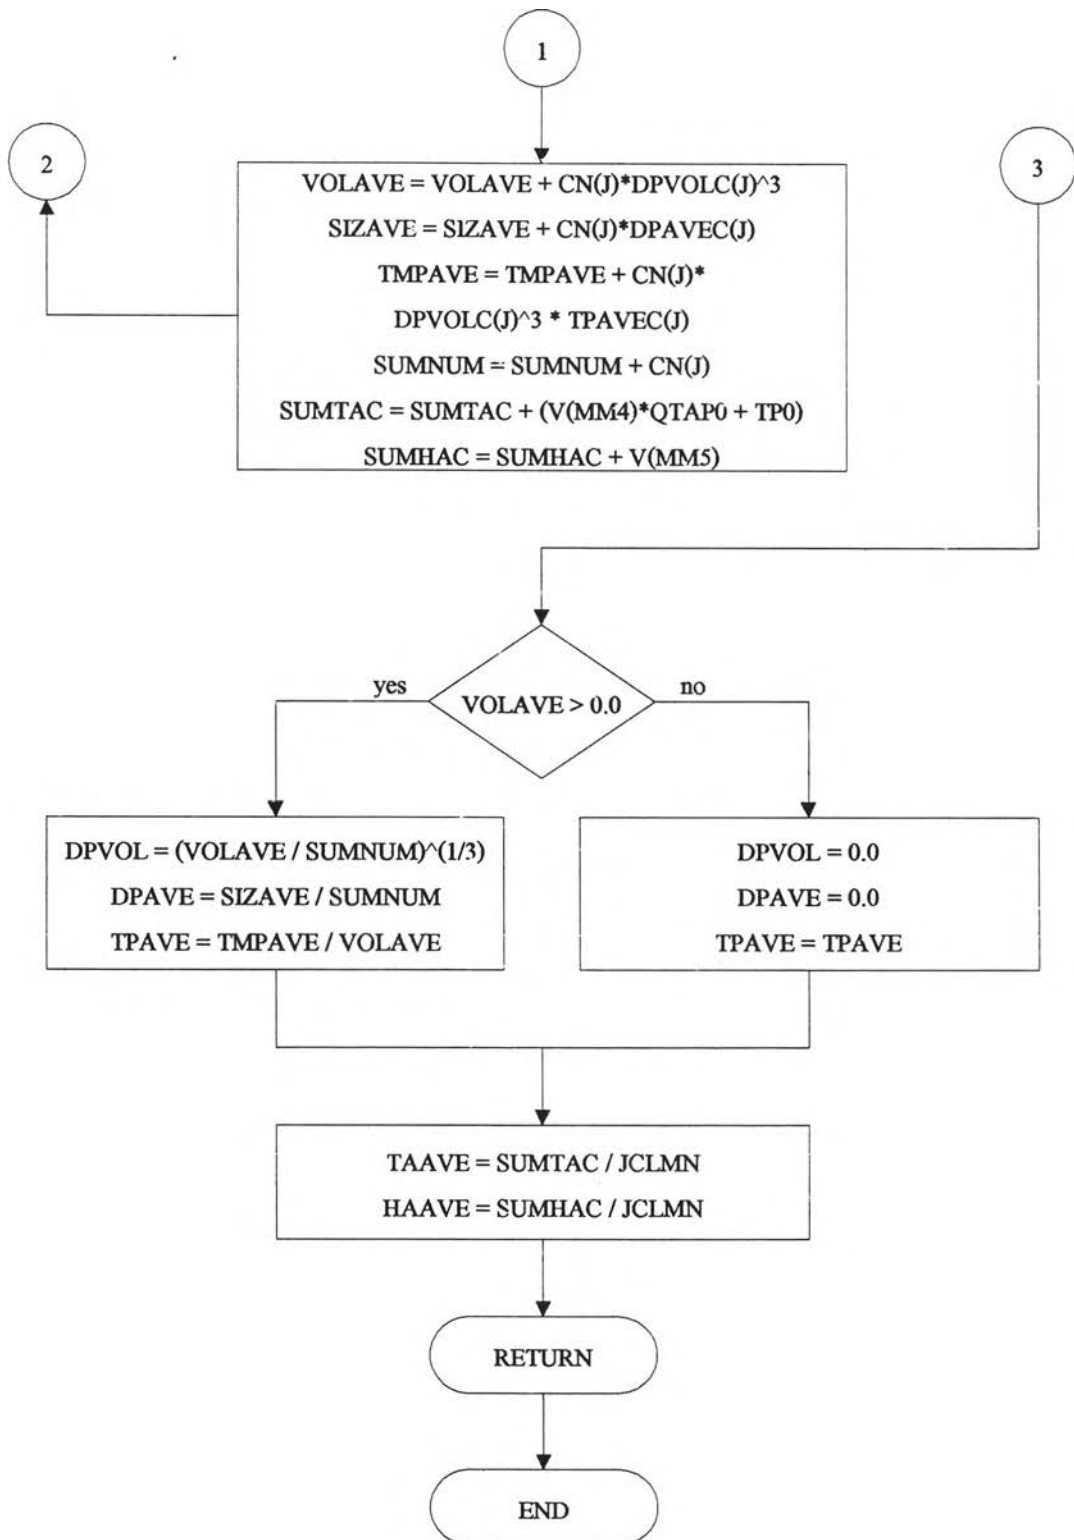 1
2
3
VOLAVE = VOLAVE + CN(J)*DPVOLC(J)^3
SIZAVE = SIZAVE + CN(J)*DPAVEC(J)
TMPAVE = TMPAVE + CN(J)*
DPVOLC(J)^3 * TPAVEC(J)
SUMNUM = SUMNUM + CN(J)
SUMTAC = SUMTAC + (V(MM4)*QTAP0 + TP0)
SUMHAC = SUMHAC + V(MM5)
yes
VOLAVE > 0.0
no
DPVOL = (VOLAVE / SUMNUM)^(1/3)
DPAVE = SIZAVE / SUMNUM
TPAVE = TMPAVE / VOLAVE
DPVOL = 0.0
DPAVE = 0.0
TPAVE = TPAVE
TAAVE = SUMTAC / JCLMN
HAAVE = SUMHAC / JCLMN
RETURN
END